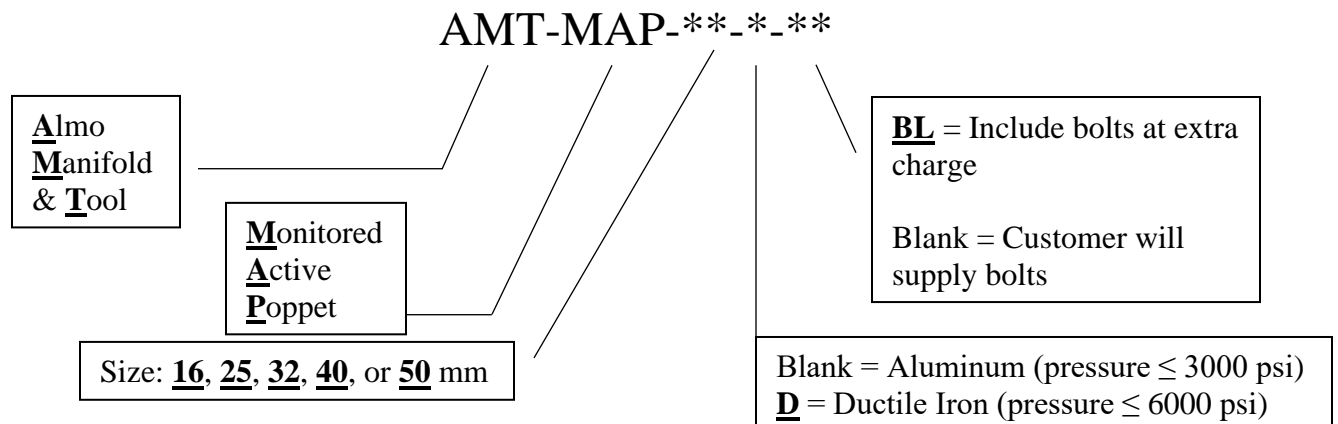 AMT-MAP-**-*-**
Almo
Manifold
& Tool
Monitored
Active
Poppet
Size: 16, 25, 32, 40, or 50 mm
BL = Include bolts at extra
charge
Blank = Customer will
supply bolts
Blank = Aluminum (pressure ≤ 3000 psi)
D = Ductile Iron (pressure ≤ 6000 psi)